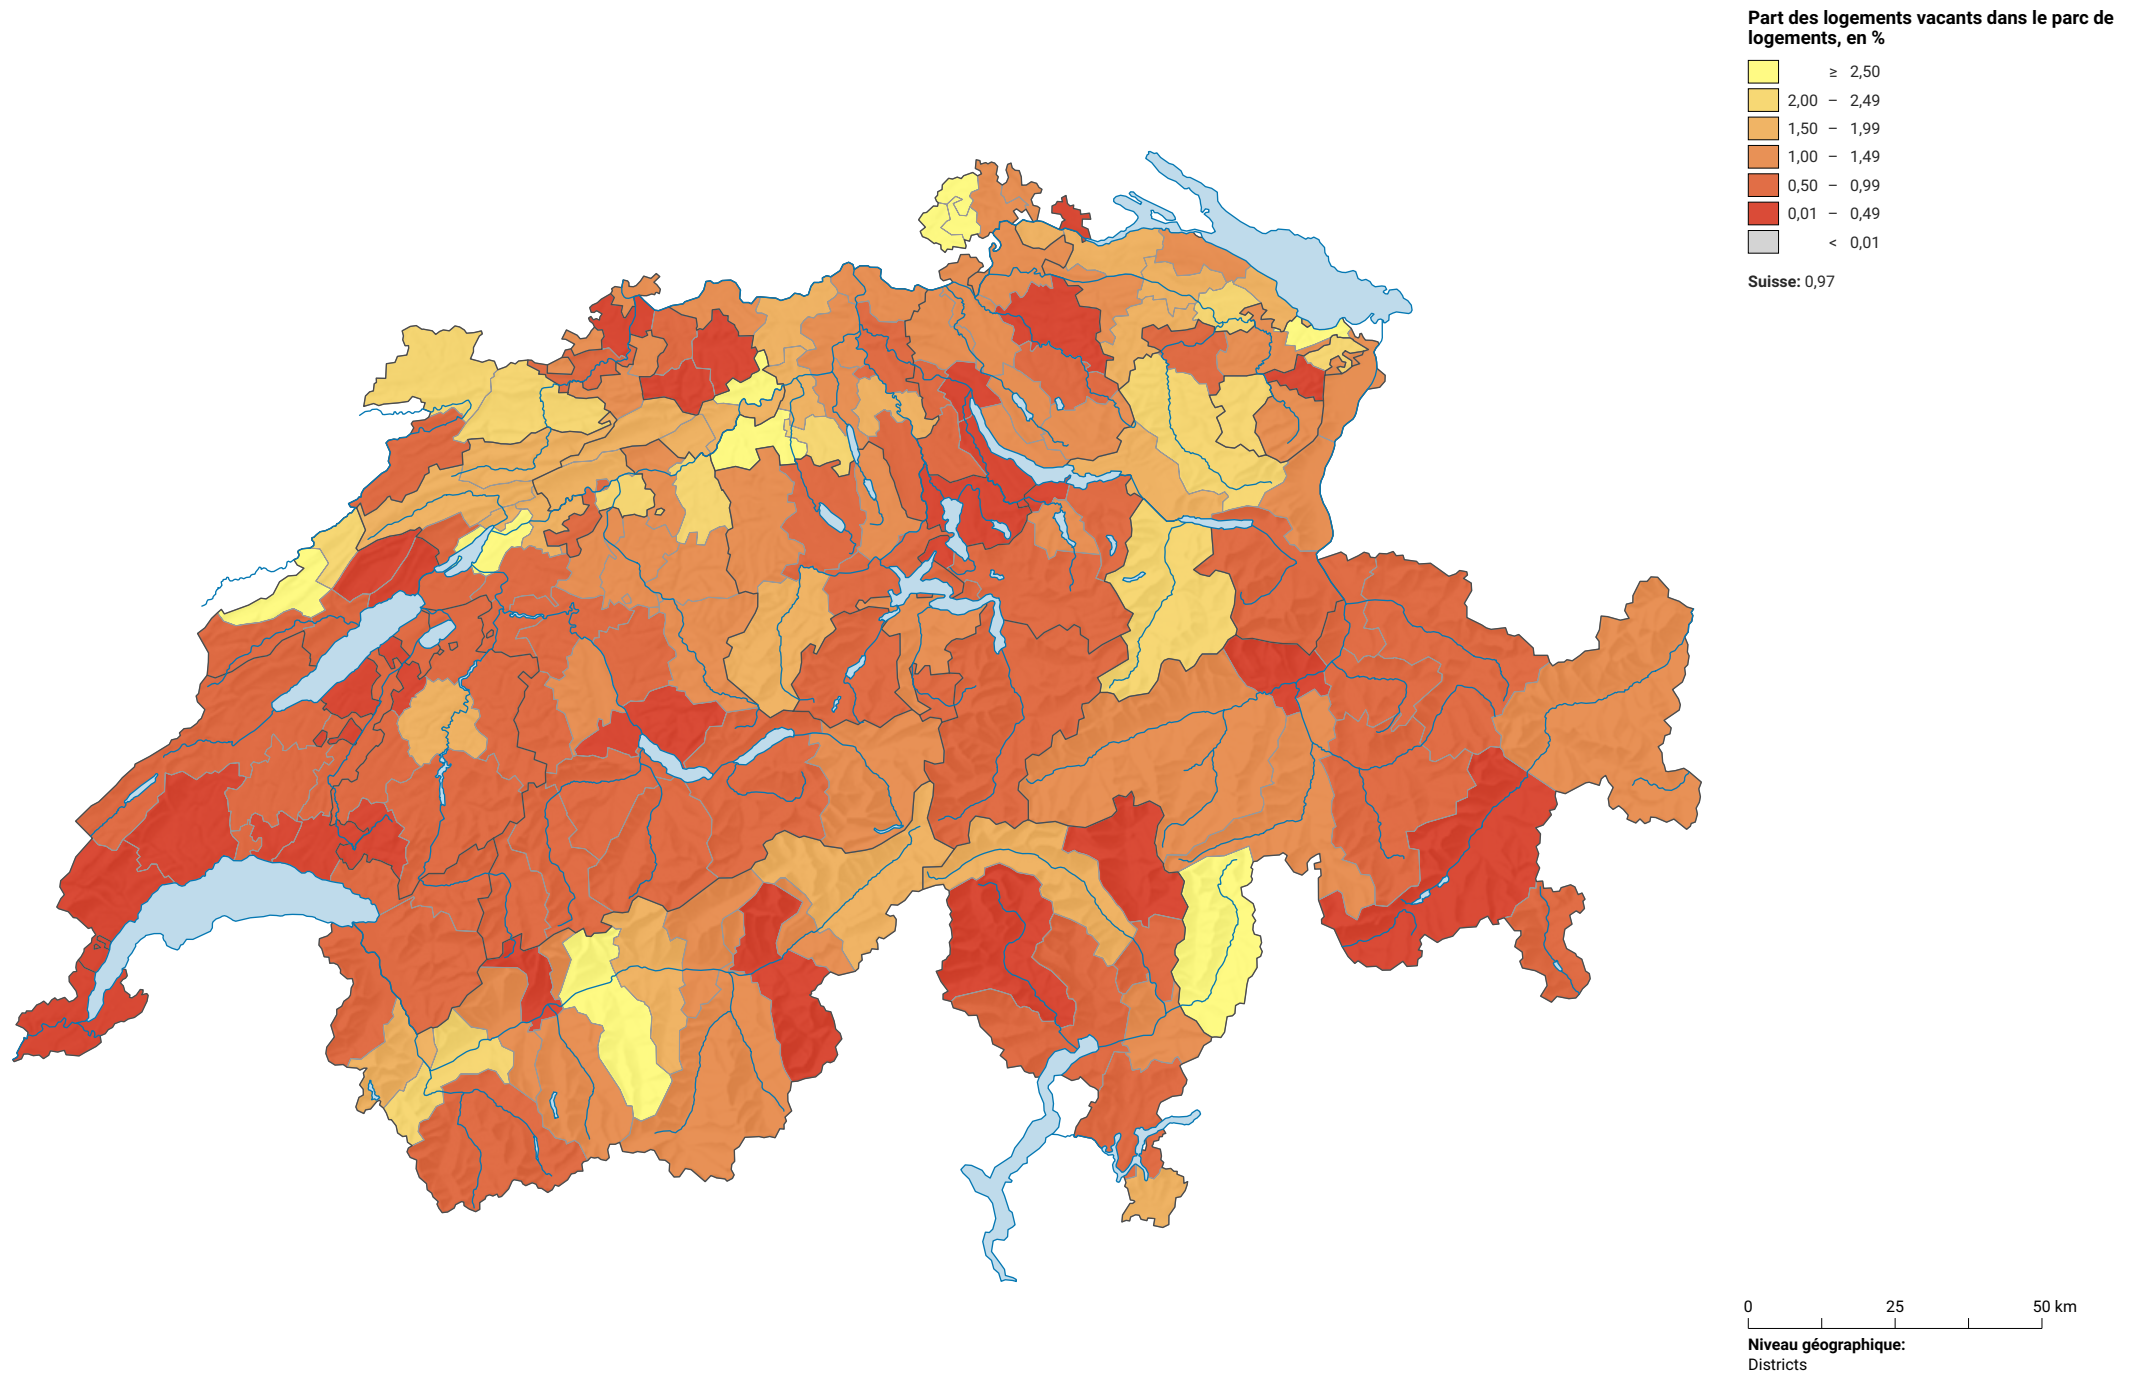 Part des logements vacants dans le parc de
logements, en %
≥ 2,50
2,00 – 2,49
1,50 – 1,99
1,00 – 1,49
0,50 – 0,99
0,01 – 0,49
< 0,01
Suisse: 0,97
0 25 50 km
Niveau géographique:
Districts